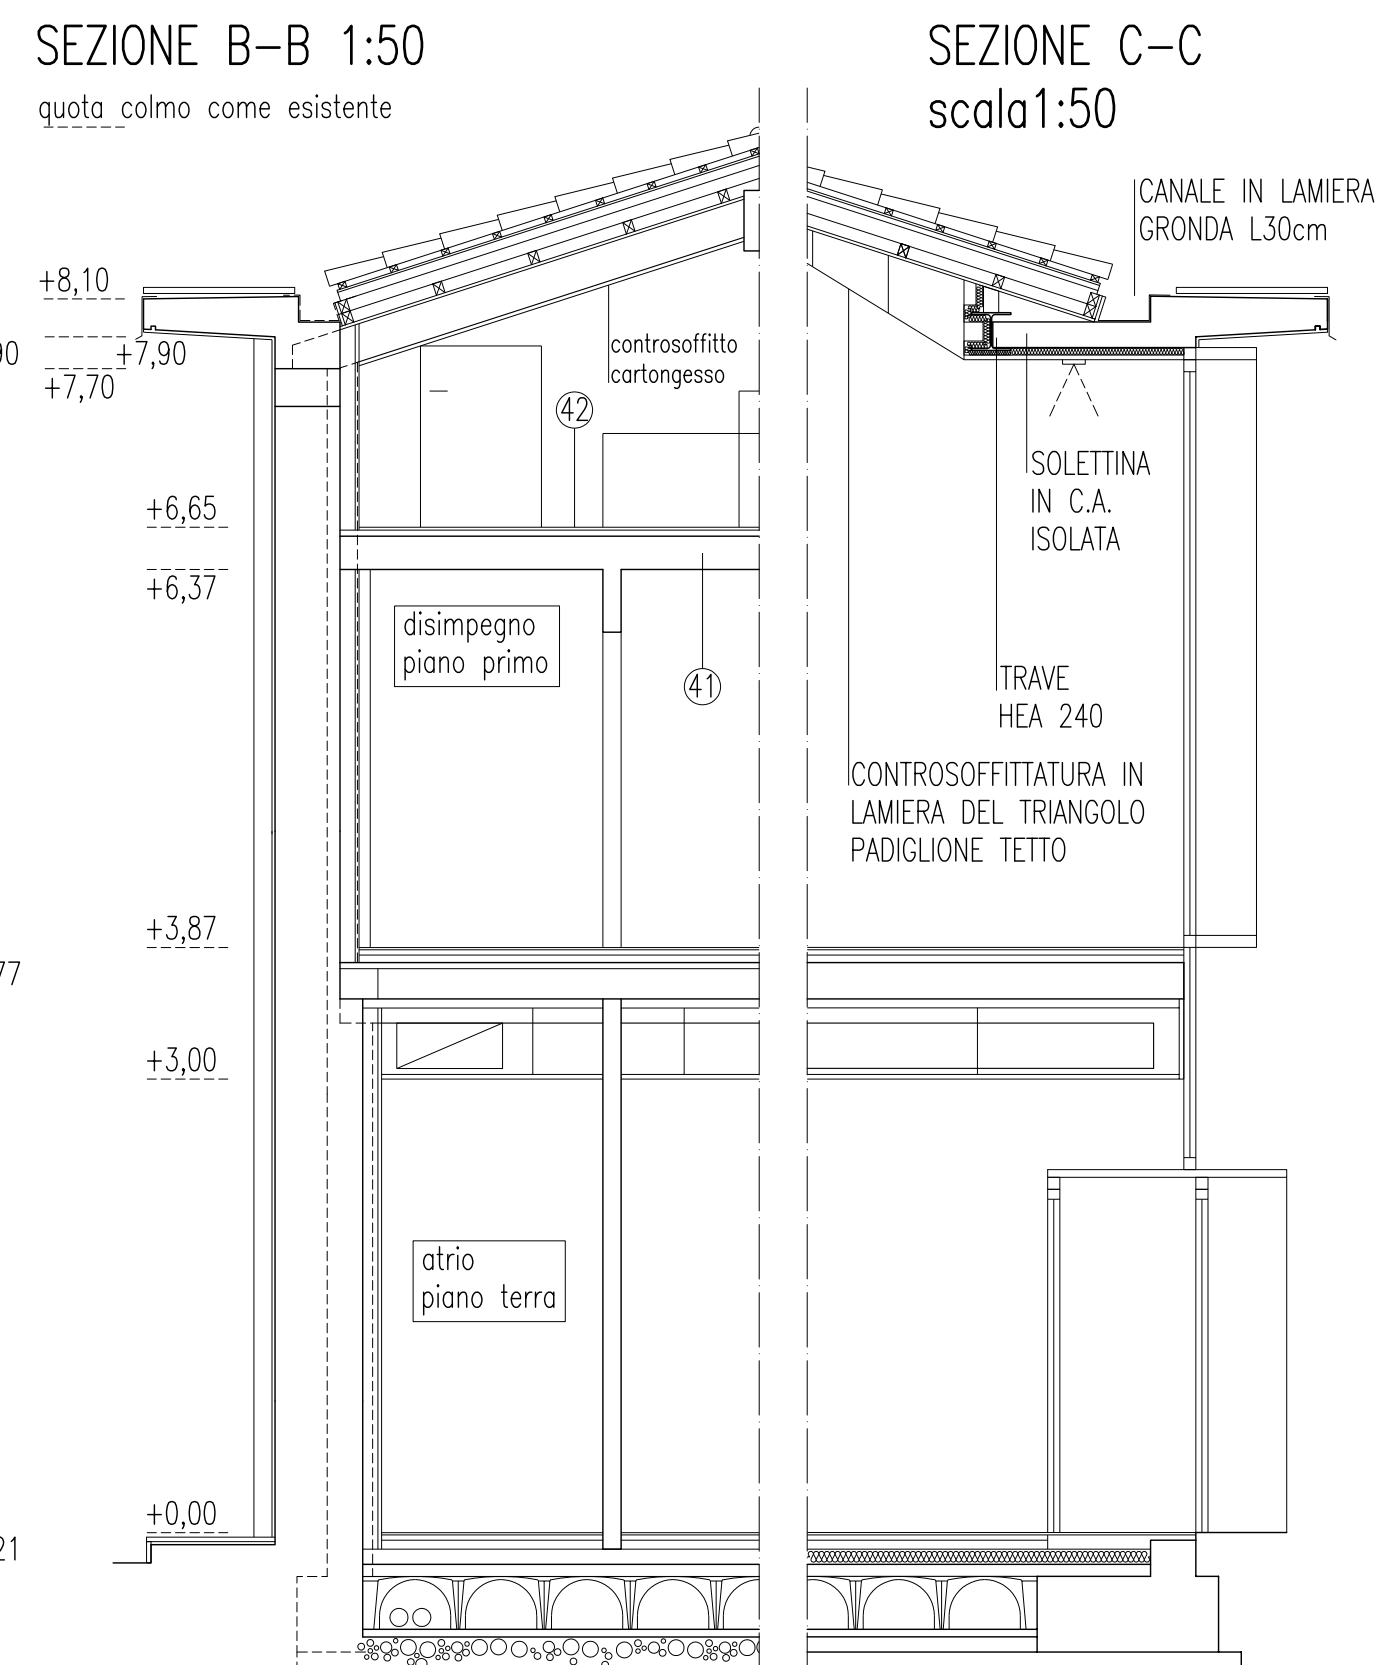 SEZIONE B-B 1:50
quota colmo come esistente
SEZIONE C-C
scala1:50
CANALE IN LAMIERA
GRONDA L30cm
+8,10
+7,90
+7,70
controsoffitto
cartongesso
42
SOLETTINA
IN C.A.
ISOLATA
+6,65
+6,37
disimpegno
piano primo
41
TRAVE
HEA 240
CONTROSOFFITTATURA IN
LAMIERA DEL TRIANGOLO
PADIGLIONE TETTO
+3,87
77
+3,00
atrio
piano terra
+0,00
21